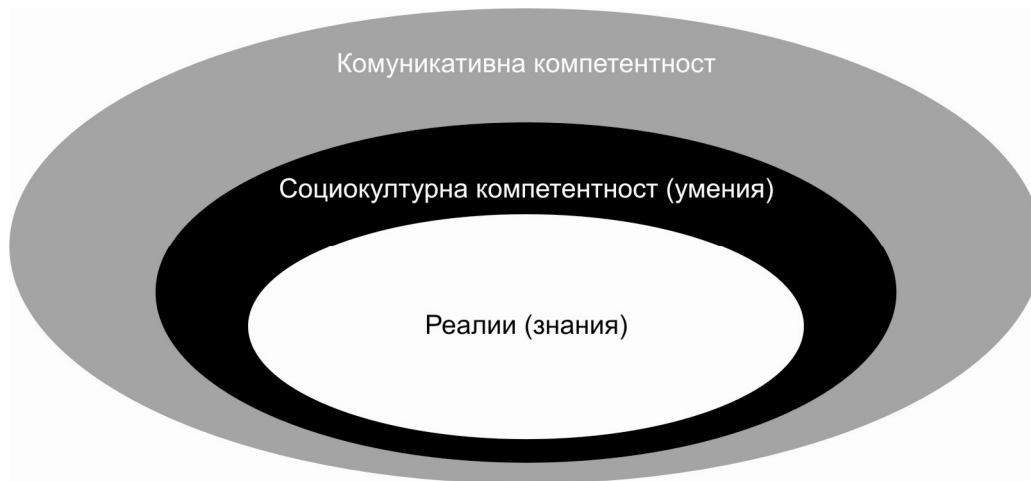 Комуникативна компетентност
Социокултурна компетентност (умения)
Реалии (знания)